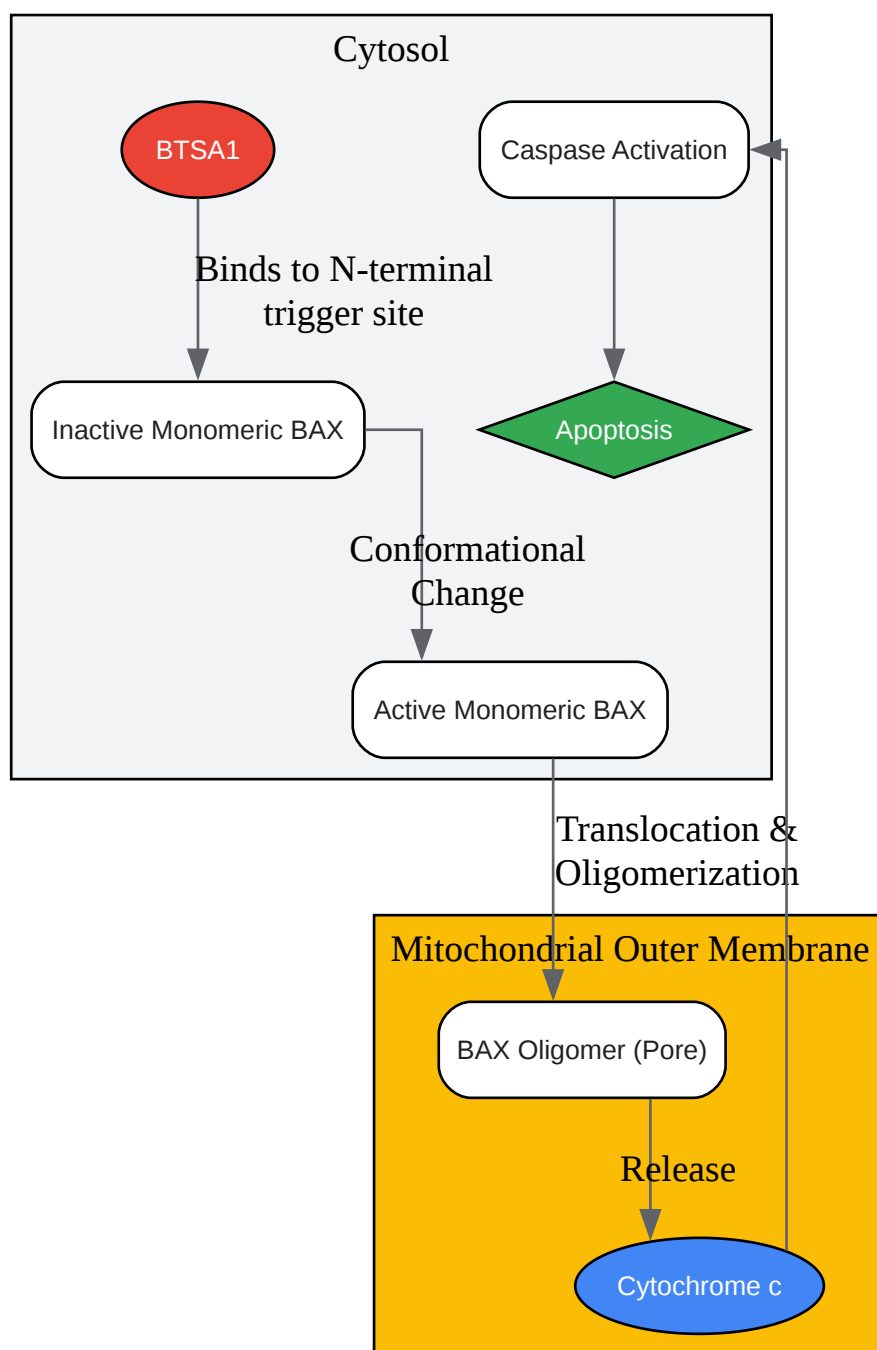 Cytosol
BTSA1
Caspase Activation
Binds to N-terminal
trigger site
Inactive Monomeric BAX
Apoptosis
Conformational
Change
Active Monomeric BAX
Translocation &
Oligomerization
Mitochondrial Outer Membrane
BAX Oligomer (Pore)
Release
Cytochrome c